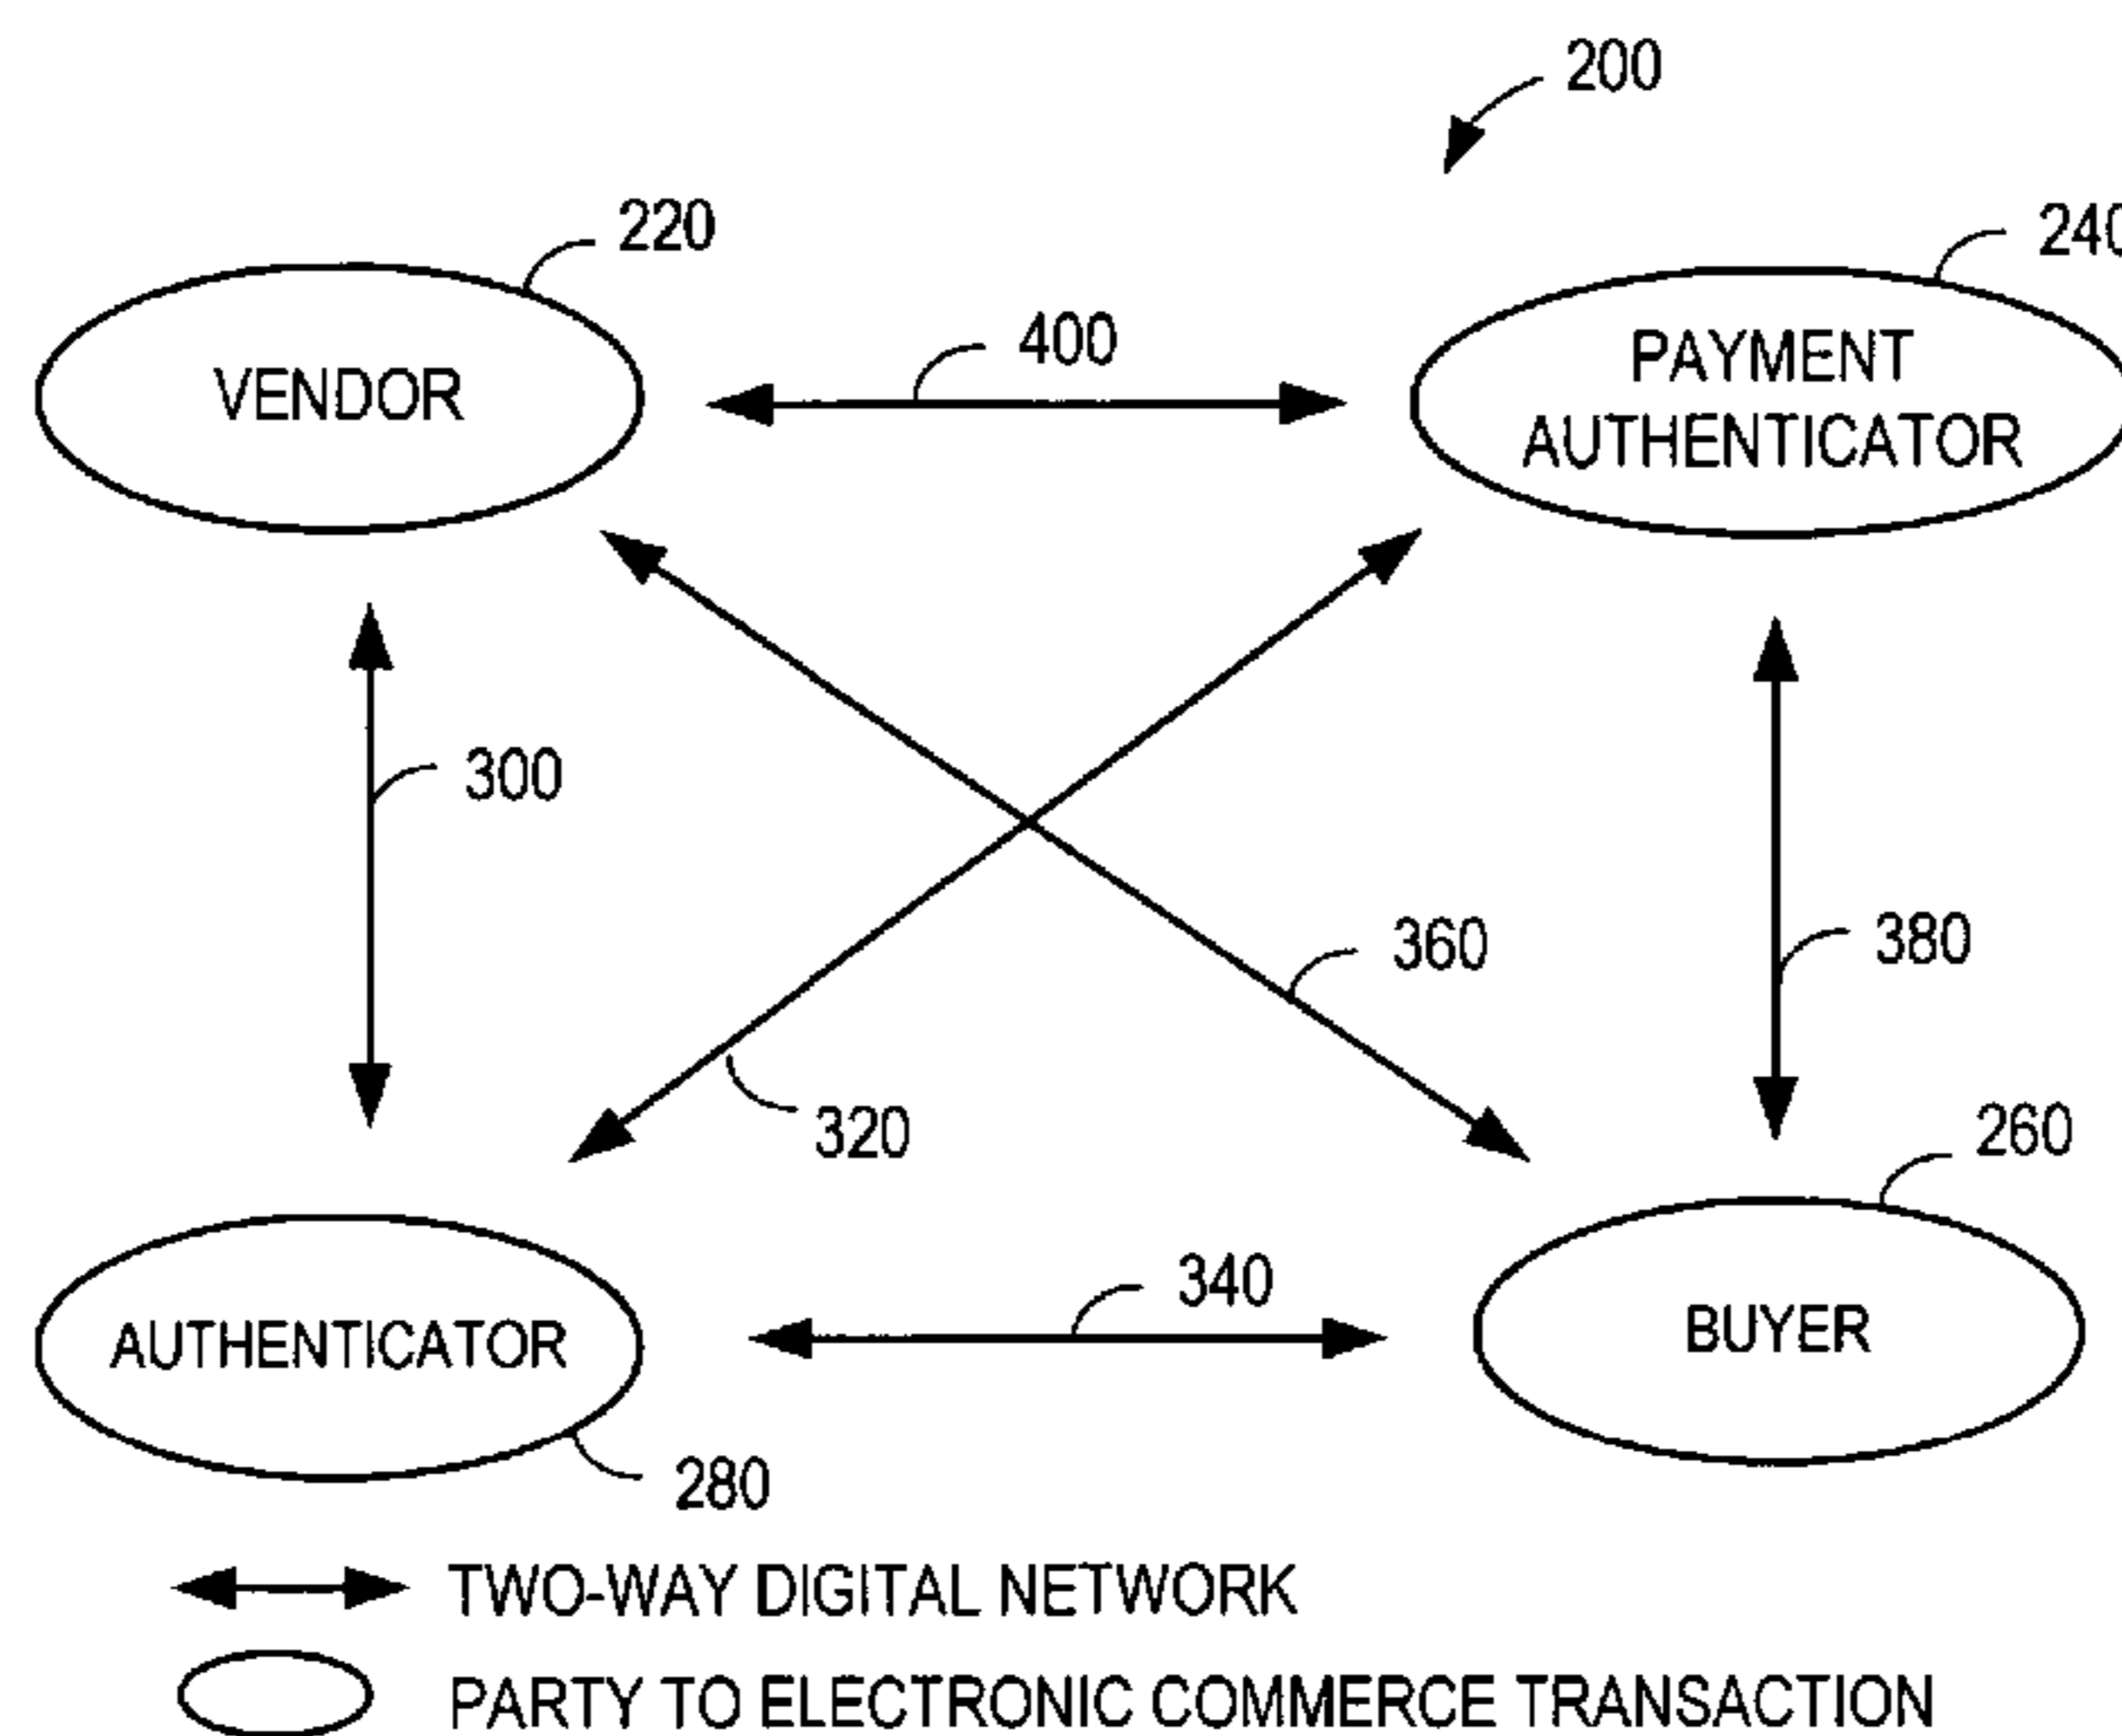 200
220
240
400
VENDOR
PAYMENT
AUTHENTICATOR
300
360
380
320
260
340
AUTHENTICATOR
BUYER
280
TWO-WAY DIGITAL NETWORK
PARTY TO ELECTRONIC COMMERCE TRANSACTION